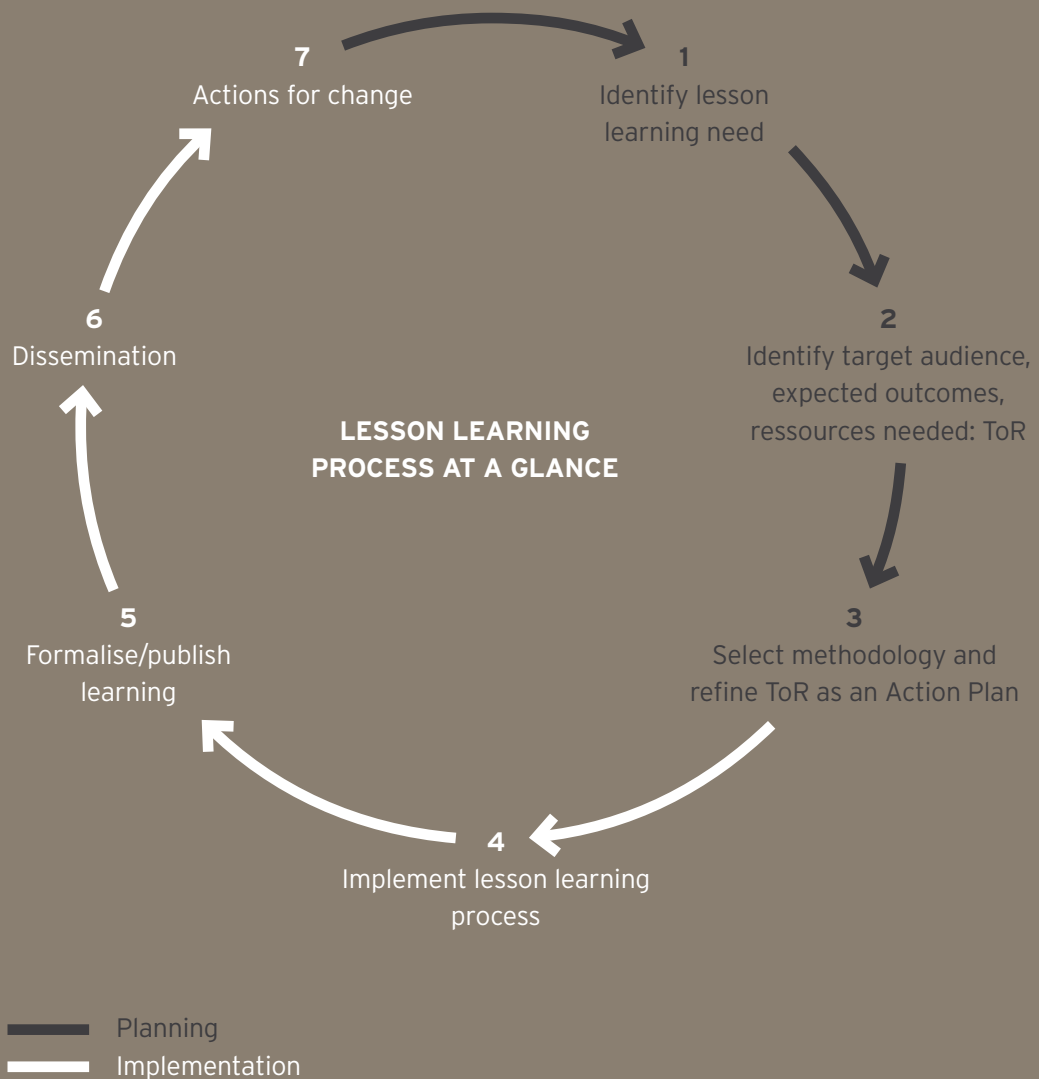 LESSON LEARNING
PROCESS AT A GLANCE
1
Identify lesson
learning need
2
Identify target audience,
expected outcomes,
ressources needed: ToR
3
Select methodology and
refine ToR as an Action Plan
4
Implement lesson learning
process
5
Formalise/publish
learning
6
Dissemination
7
Actions for change
Planning
Implementation